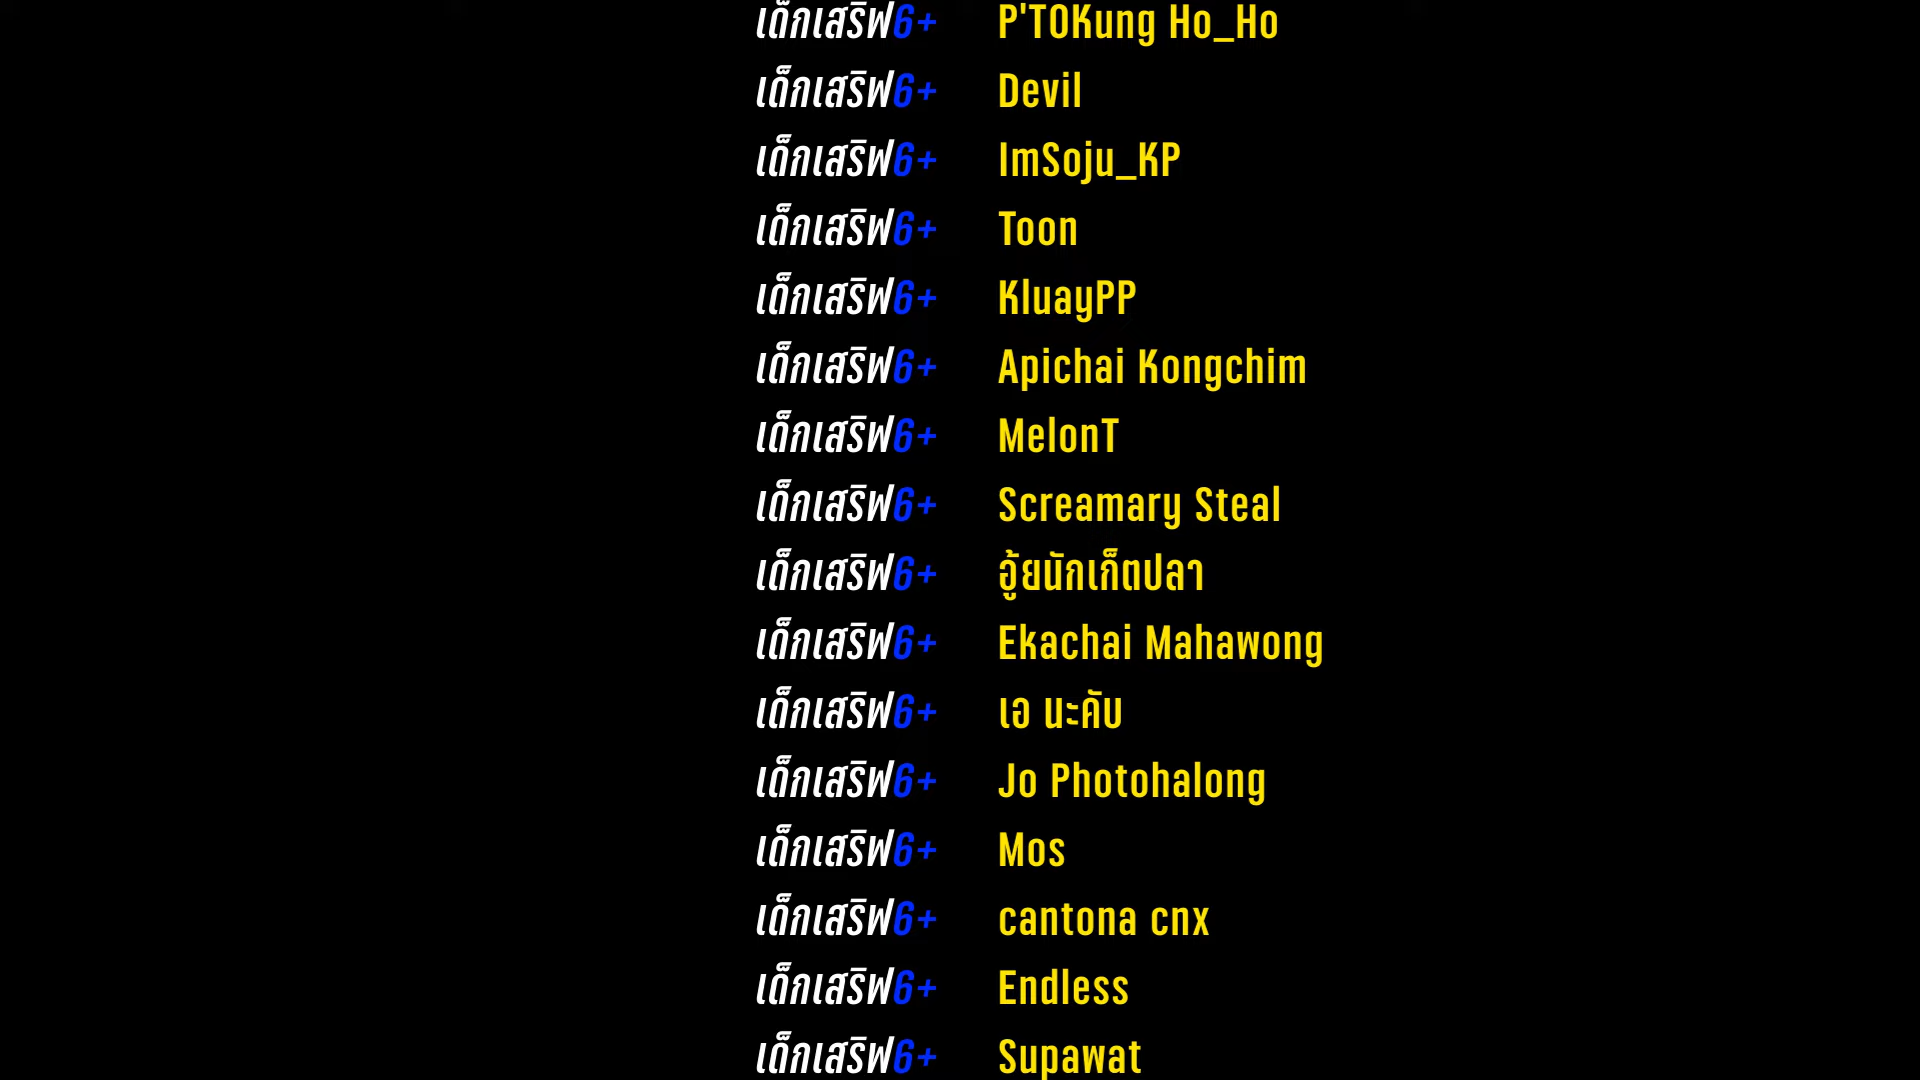 เด็กเสริฟ6+ P'TOKung Ho_Ho
เด็กเสริฟ6+ Devil
เด็กเสริฟ6+ ImSoju_KP
เด็กเสริฟ6+ Toon
เด็กเสริฟ6+ KluayPP
เด็กเสริฟ6+ Apichai Kongchim
เด็กเสริฟ6+ MelonT
เด็กเสริฟ6+ Screamary Steal
เด็กเสริฟ6+ อู้ยนักเก็ตปลา
เด็กเสริฟ6+ Ekachai Mahawong
เด็กเสริฟ6+ เอ นะคับ
เด็กเสริฟ6+ Jo Photohalong
เด็กเสริฟ6+ Mos
เด็กเสริฟ6+ cantona cnx
เด็กเสริฟ6+ Endless
เด็กเสริฟ6+ Supawat